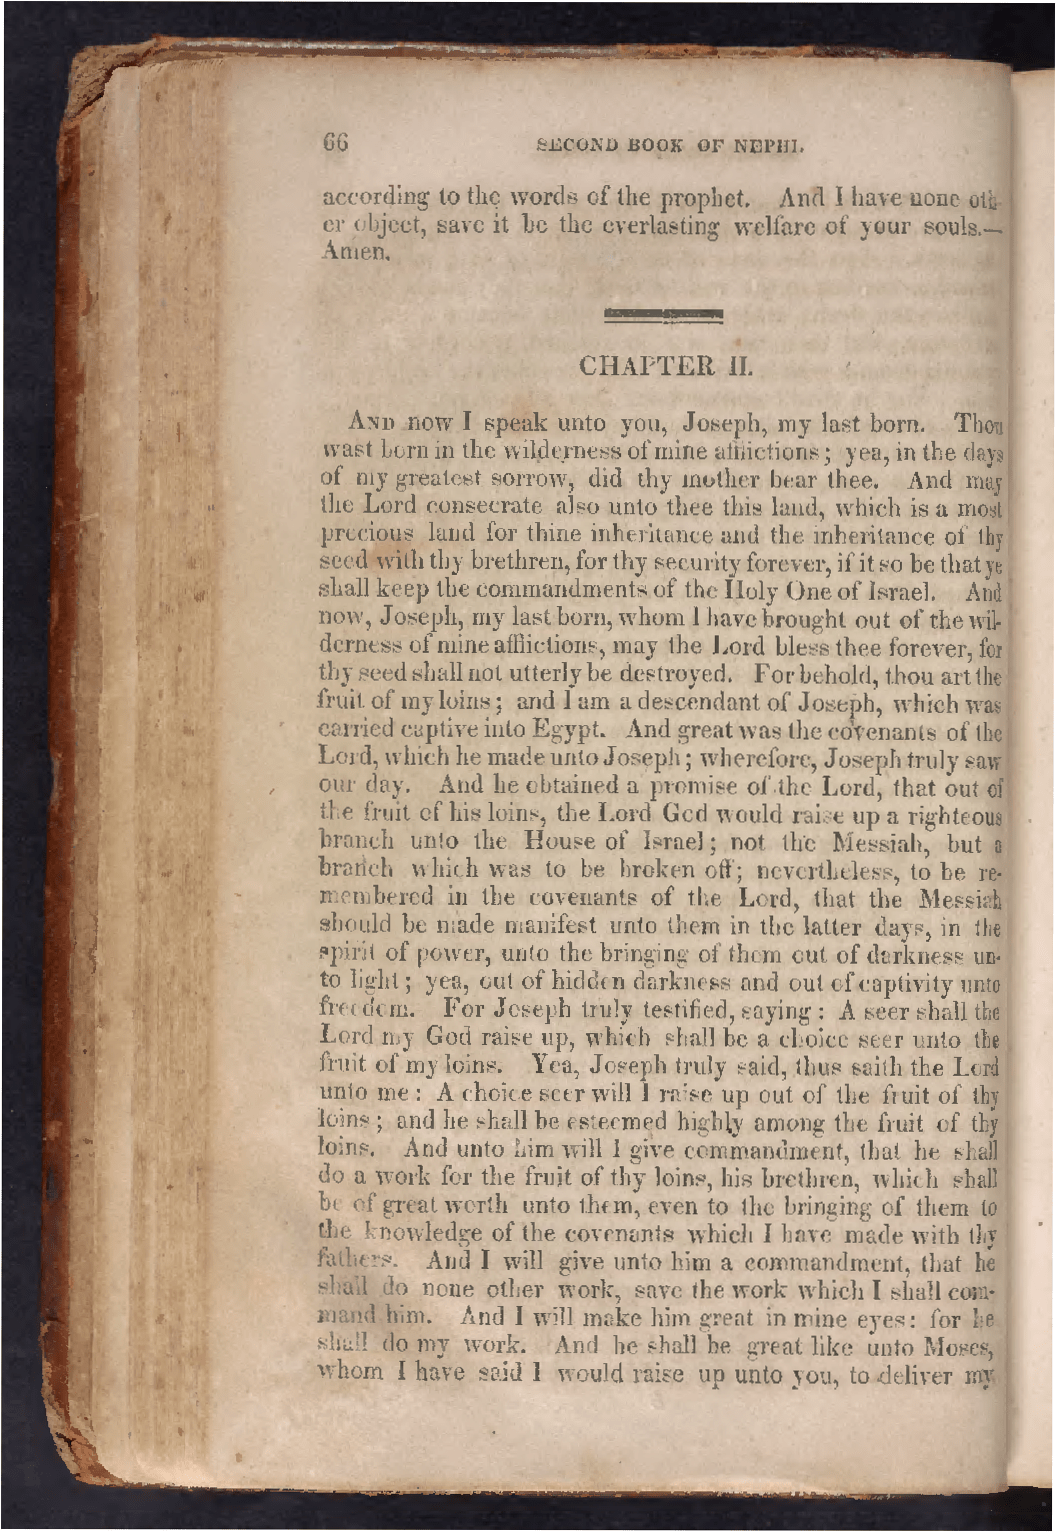 66 SECOND BOOK OF NEPHI.
according to the words of the prophet. And I have none oth-
er object, save it be the everlasting welfare of your souls.—
Amen.
CHAPTER II.
AND now I speak unto you, Joseph, my last born. Thou
wast born in the wilderness of mine afflictions; yea, in the days
of my greatest sorrow, did thy mother bear thee. And may
the Lord consecrate also unto thee this land, which is a most
precious land for thine inheritance and the inheritance of thy
seed with thy brethren, for thy security forever, if it so be that ye
shall keep the commandments of the Holy One of Israel. And
now, Joseph, my last born, whom I have brought out of the wil-
derness of mine afflictions, may the Lord bless thee forever, for
thy seed shall not utterly be destroyed. For behold, thou art the
fruit of my loins; and I am a descendant of Joseph, which was
carried captive into Egypt. And great was the covenants of the
Lord, which he made unto Joseph; wherefore, Joseph truly saw
our day. And he obtained a promise of the Lord, that out of
the fruit of his loins, the Lord God would raise up a righteous
branch unto the House of Israel; not the Messiah, but a
branch which was to be broken off; nevertheless, to be re-
membered in the covenants of the Lord, that the Messiah
should be made manifest unto them in the latter days, in the
spirit of power, unto the bringing of them out of darkness un-
to light; yea, out of hidden darkness and out of captivity unto
freedom. For Joseph truly testified, saying: A seer shall the
Lord my God raise up, which shall be a choice seer unto the
fruit of my loins. Yea, Joseph truly said, thus saith the Lord
unto me: A choice seer will I raise up out of the fruit of thy
loins; and he shall be esteemed highly among the fruit of thy
loins. And unto him will I give commandment, that he shall
do a work for the fruit of thy loins, his brethren, which shall
be of great worth unto them, even to the bringing of them to
the knowledge of the covenants which I have made with thy
fathers. And I will give unto him a commandment, that he
shall do none other work, save the work which I shall com-
mand him. And I will make him great in mine eyes: for he
shall do my work. And he shall be great like unto Moses,
whom I have said I would raise up unto you, to deliver my